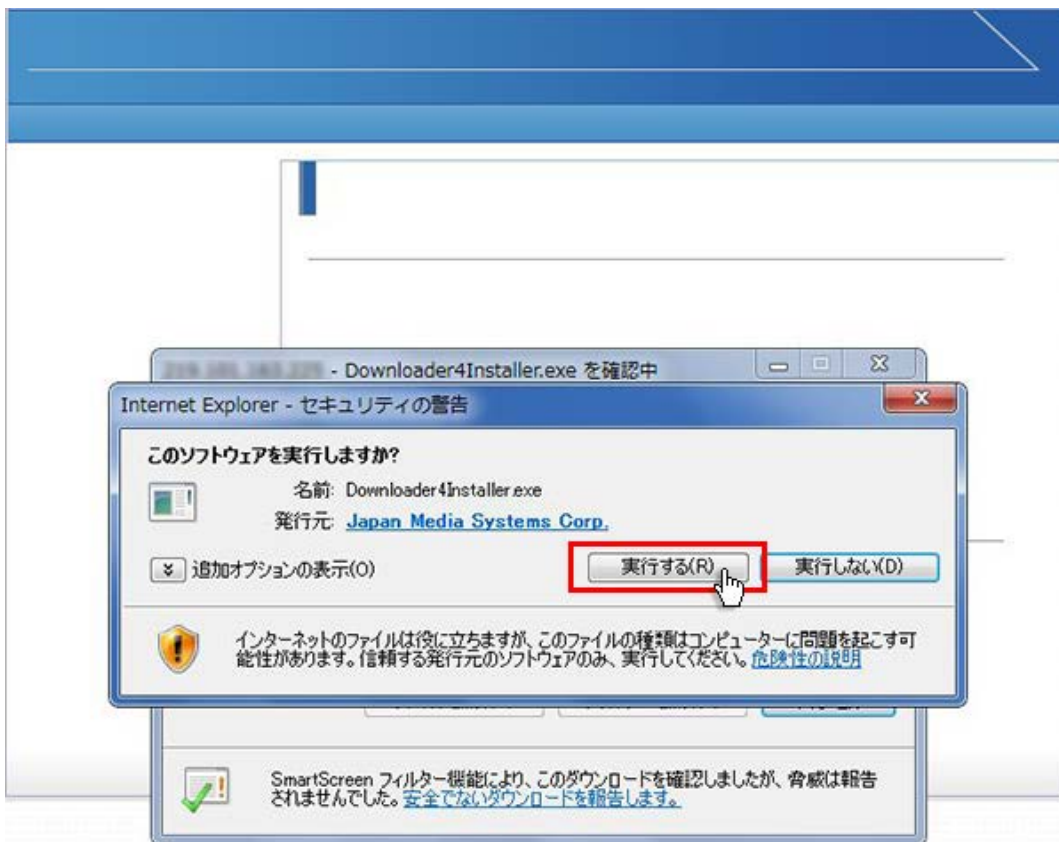 - Downloader4Installer.exe を確認中
Internet Explorer - セキュリティの警告
このソフトウェアを実行しますか?
名前: Downloader4Installer.exe
発行元: Japan Media Systems Corp.
追加オプションの表示(O)
実行する(R)
実行しない(D)
インターネットのファイルは役に立ちますが、このファイルの種類はコンピューターに問題を起こす可
能性があります。信頼する発行元のソフトウェアのみ、実行してください。危険性の説明
SmartScreen フィルター機能により、このダウンロードを確認しましたが、脅威は報告
されませんでした。安全でないダウンロードを報告します。